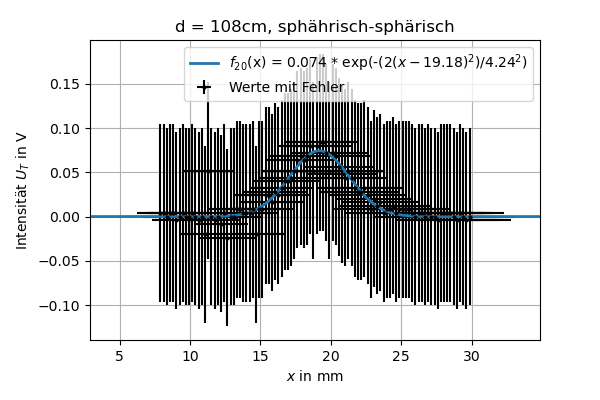 d = 108cm, sphährisch-sphärisch
f20(x) = 0.074 * exp(-(2(x − 19.18)²)/4.24²)
Werte mit Fehler
Intensität UT in V
0.15
0.10
0.05
0.00
−0.05
−0.10
5 10 15 20 25 30
x in mm